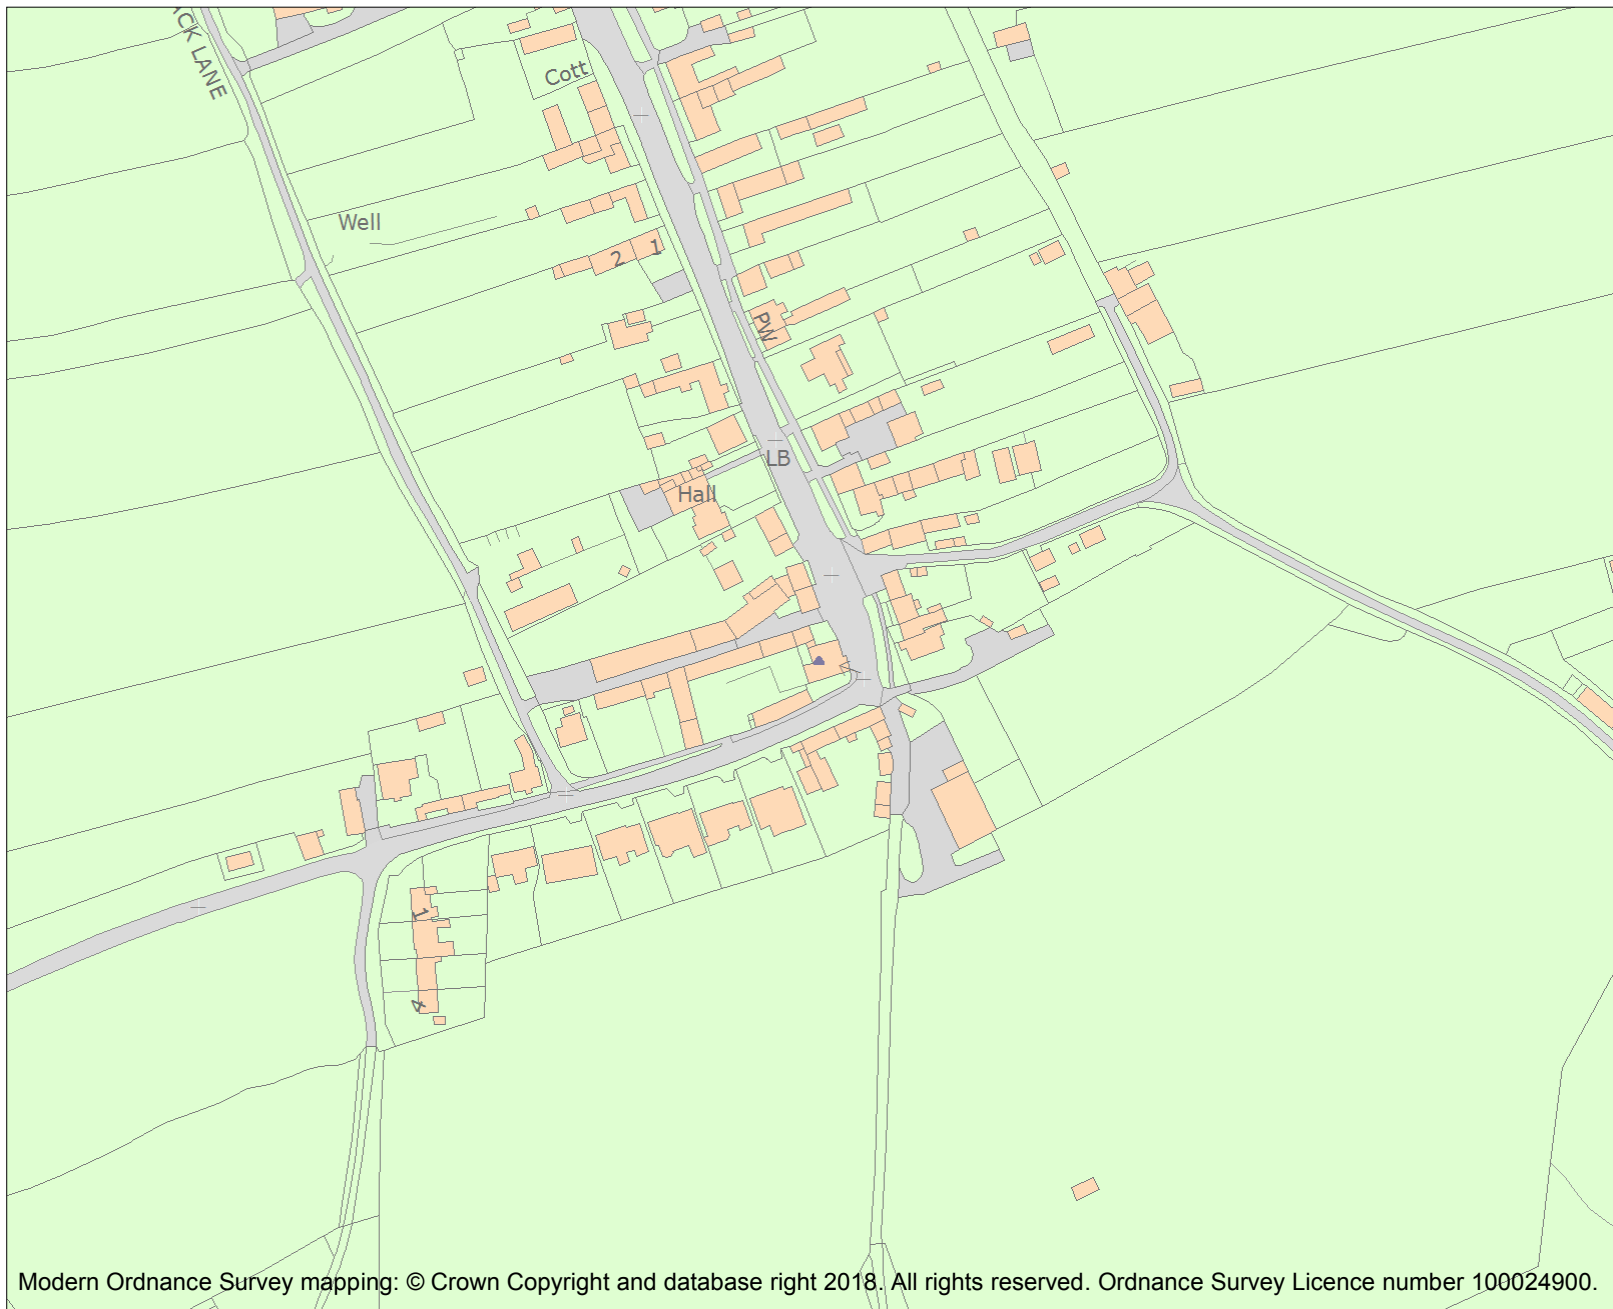 ACK LANE
Cott
Well
2 1
PW
LB
Hall
1
4
Modern Ordnance Survey mapping: © Crown Copyright and database right 2018. All rights reserved. Ordnance Survey Licence number 100024900.